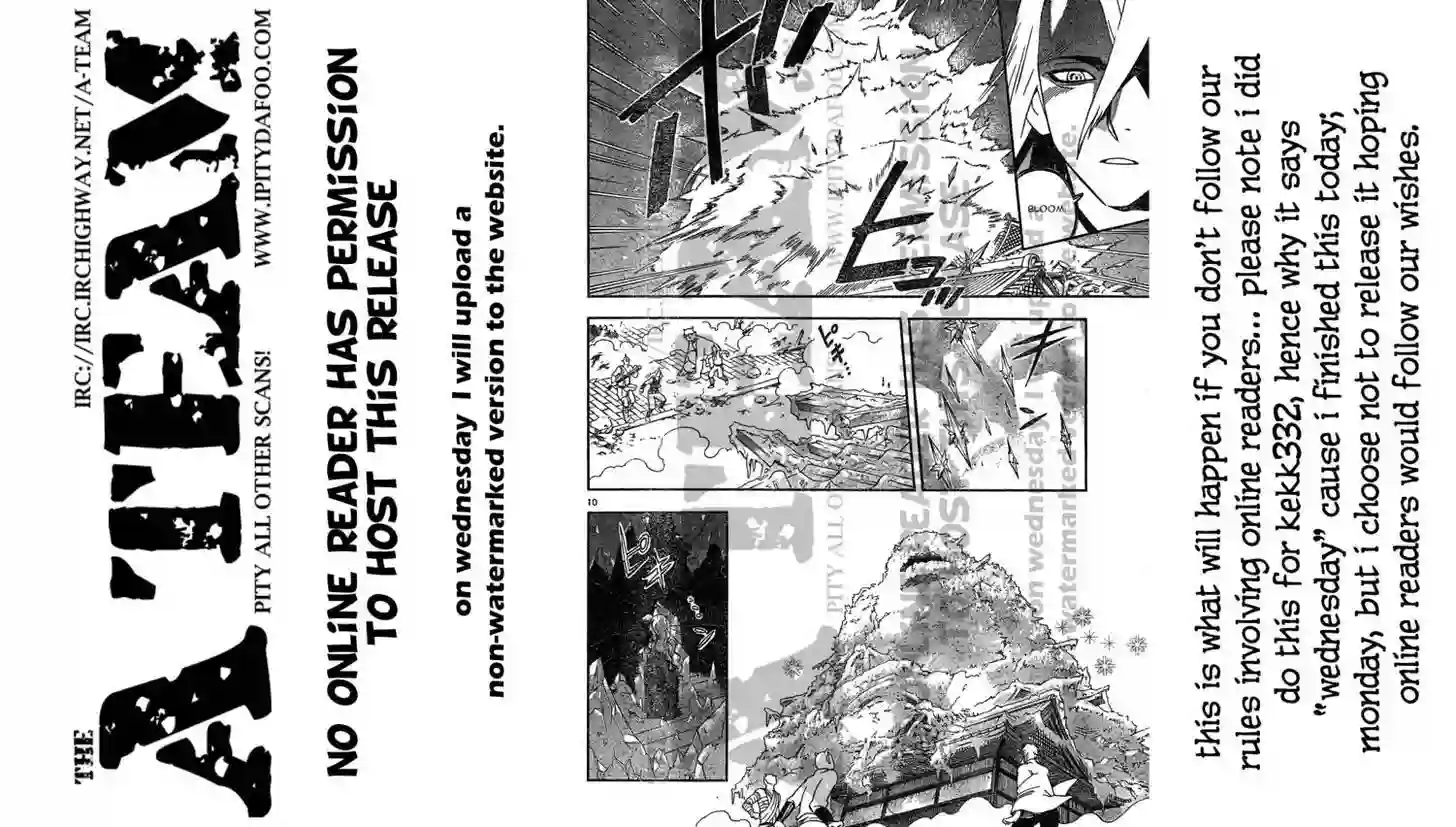 THE
A TEAM
IRC://IRC.IRCHIGHWAY.NET/A-TEAM
PITY ALL OTHER SCANS!
WWW.IPITYDAFOO.COM
NO ONLINE READER HAS PERMISSION
TO HOST THIS RELEASE
on wednesday I will upload a
non-watermarked version to the website.
BLOOM
ピキ
10
ピキ
this is what will happen if you don't follow our
rules involving online readers... please note i did
do this for kekk332, hence why it says
"wednesday" cause i finished this today;
monday, but i choose not to release it hoping
online readers would follow our wishes.